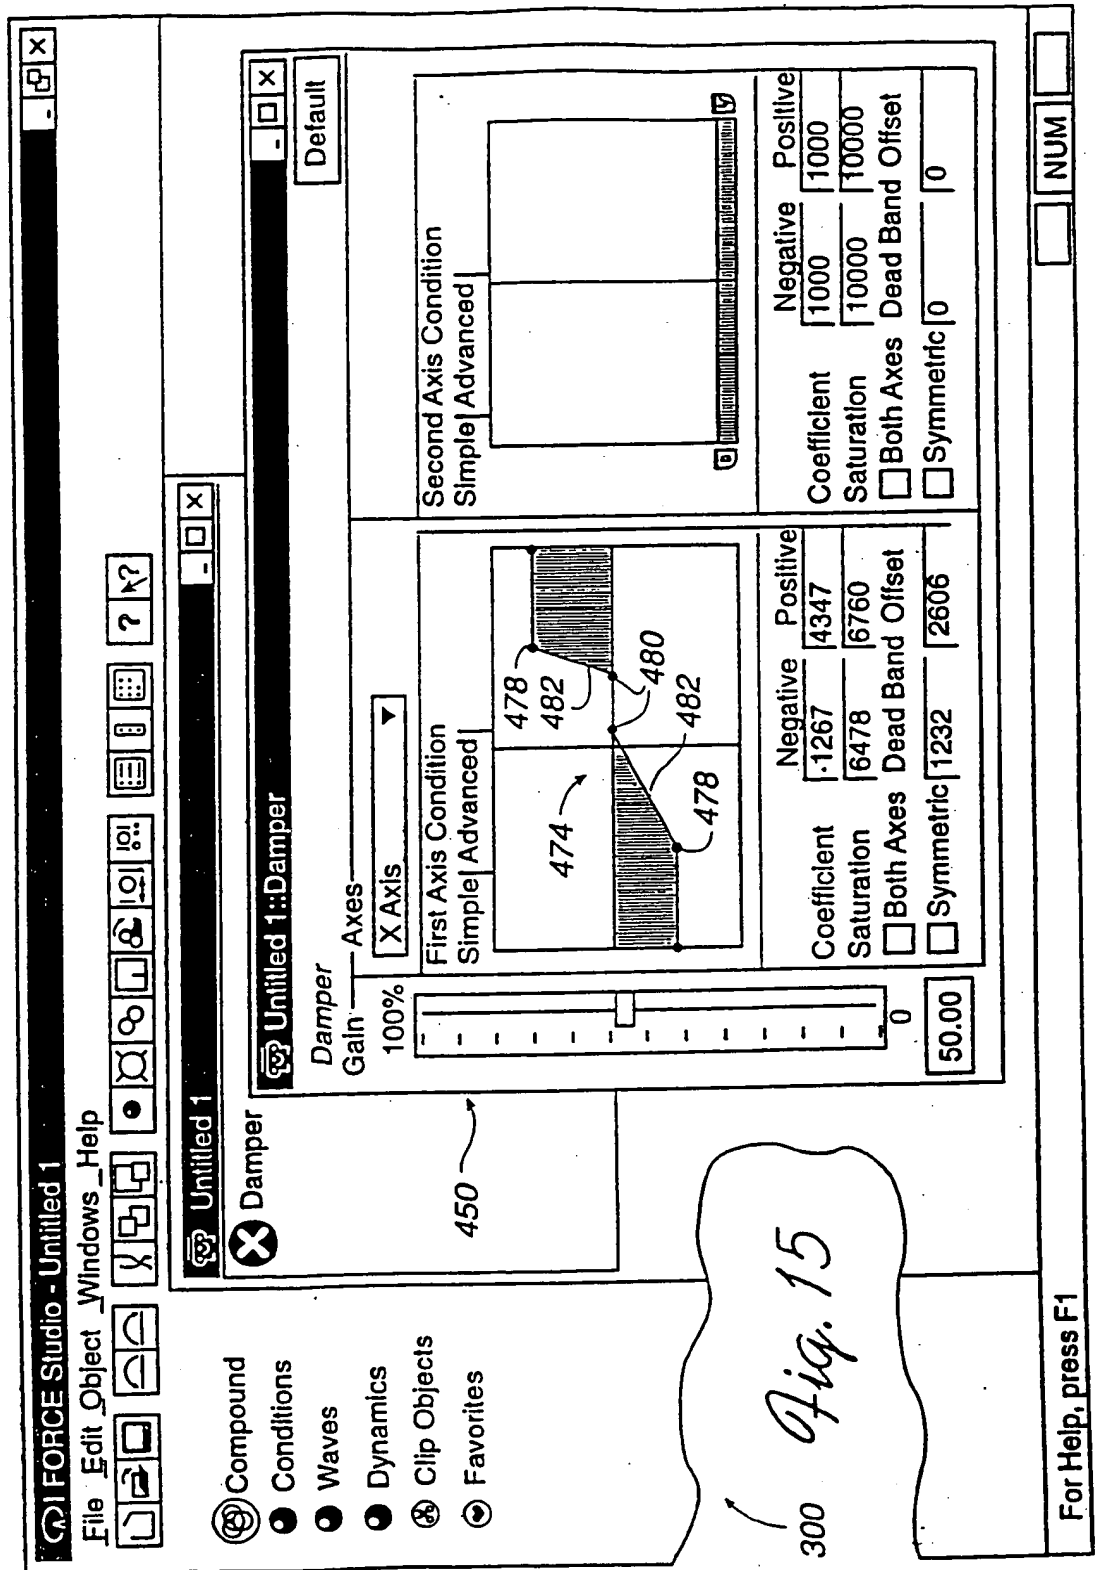 I FORCE Studio - Untitled 1
File Edit Object Windows Help
? ?
Compound
Conditions
Waves
Dynamics
Clip Objects
Favorites
Untitled 1
Damper
450
Untitled 1::Damper
Damper
Default
Gain
Axes
100%
0
50.00
X Axis
First Axis Condition
Simple Advanced
474
478
482
480
482
478
Negative Positive
Coefficient -1267 4347
Saturation 6478 6760
Both Axes Dead Band Offset
Symmetric 1232 2606
Second Axis Condition
Simple Advanced
Negative Positive
Coefficient 1000 1000
Saturation 10000 10000
Both Axes Dead Band Offset
Symmetric 0 0
300
Fig. 15
For Help, press F1
NUM